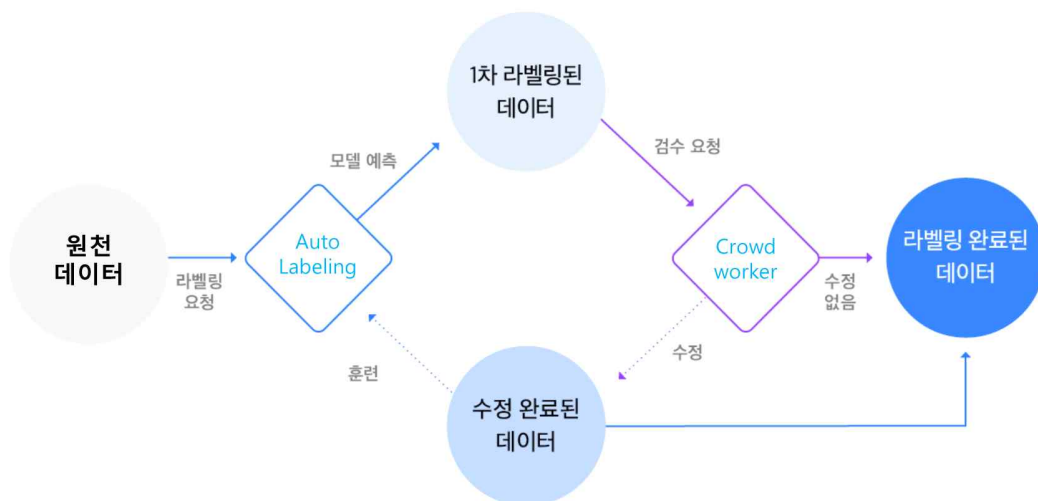 1차 라벨링된
데이터
모델 예측
검수 요청
원천
데이터
라벨링
요청
Auto
Labeling
Crowd
worker
수정
없음
라벨링 완료된
데이터
훈련
수정
수정 완료된
데이터